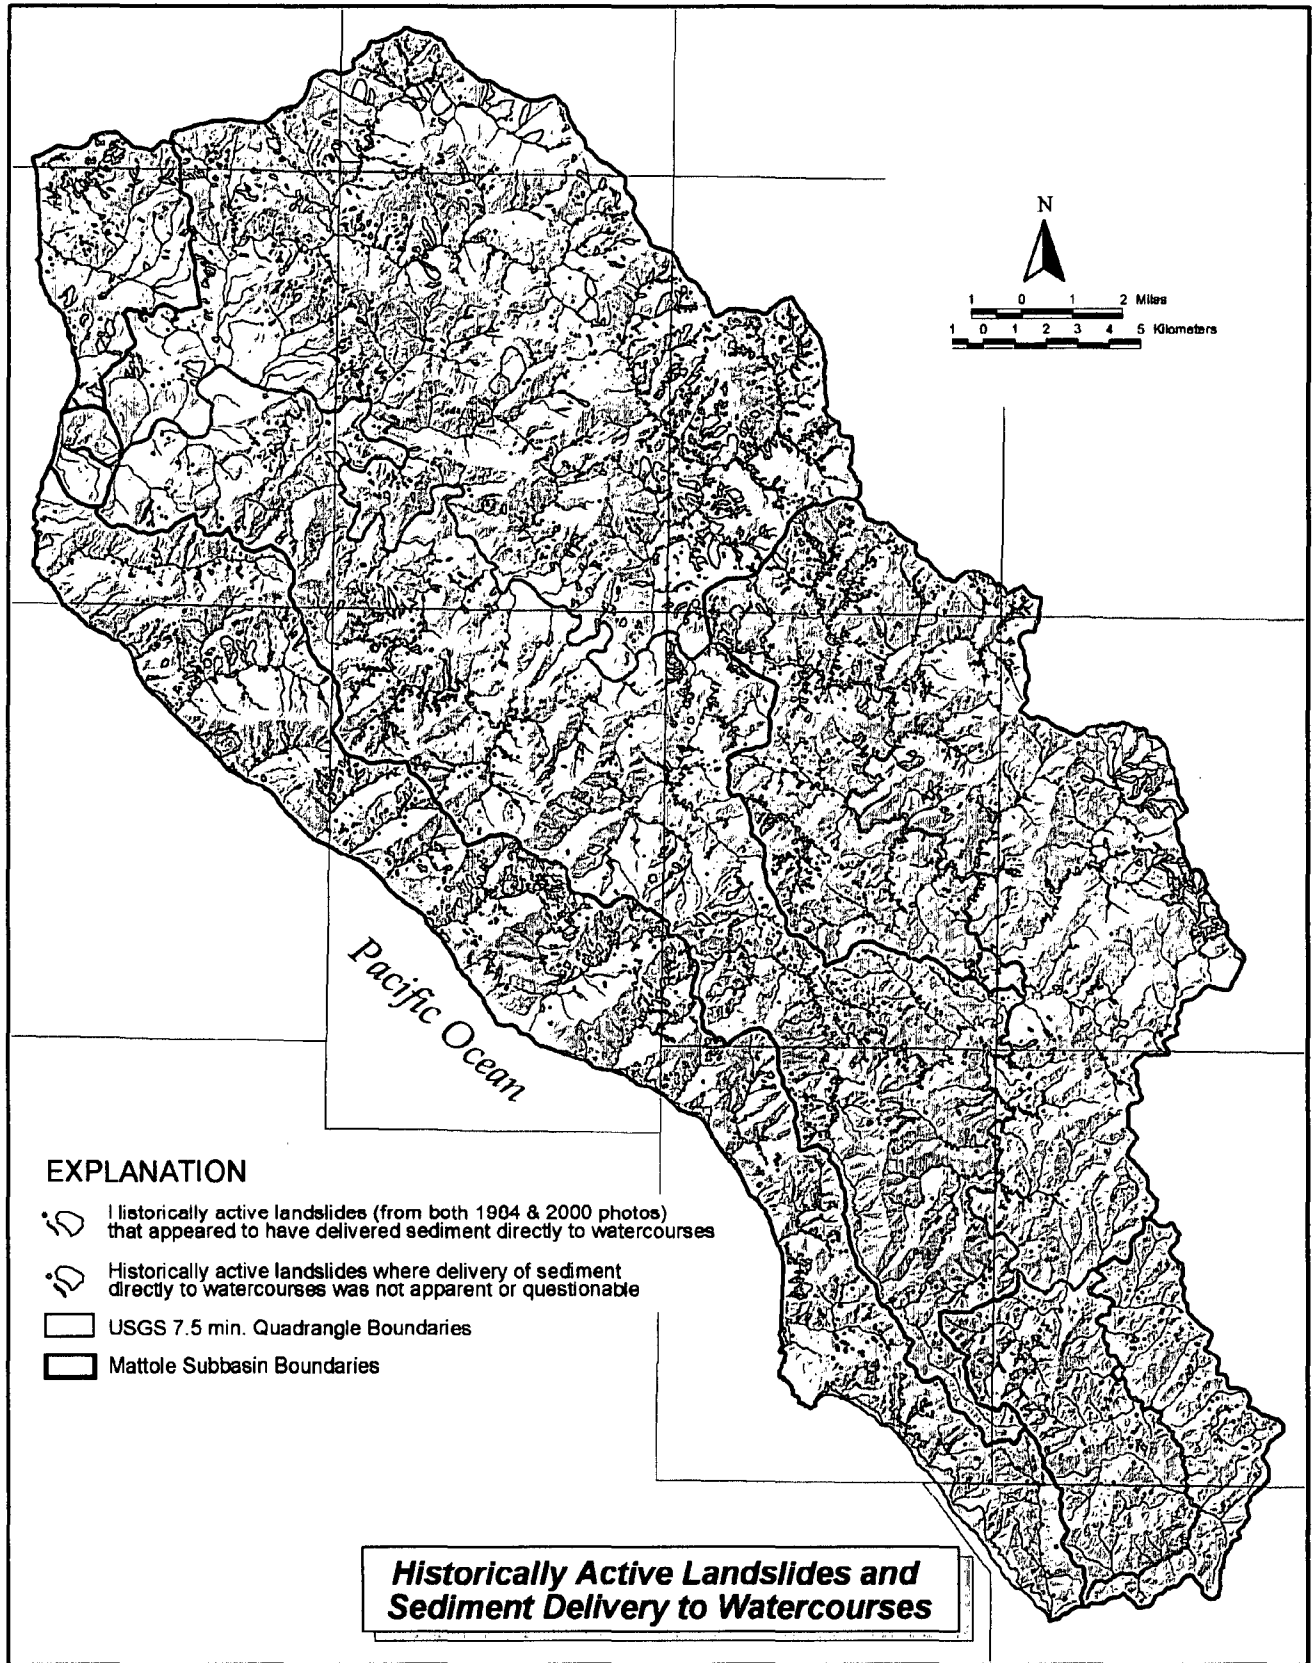 N
1 0 1 2 Miles
1 0 1 2 3 4 5 Kilometers
Pacific Ocean
EXPLANATION
Historically active landslides (from both 1984 & 2000 photos)
that appeared to have delivered sediment directly to watercourses
Historically active landslides where delivery of sediment
directly to watercourses was not apparent or questionable
USGS 7.5 min. Quadrangle Boundaries
Mattole Subbasin Boundaries
Historically Active Landslides and
Sediment Delivery to Watercourses